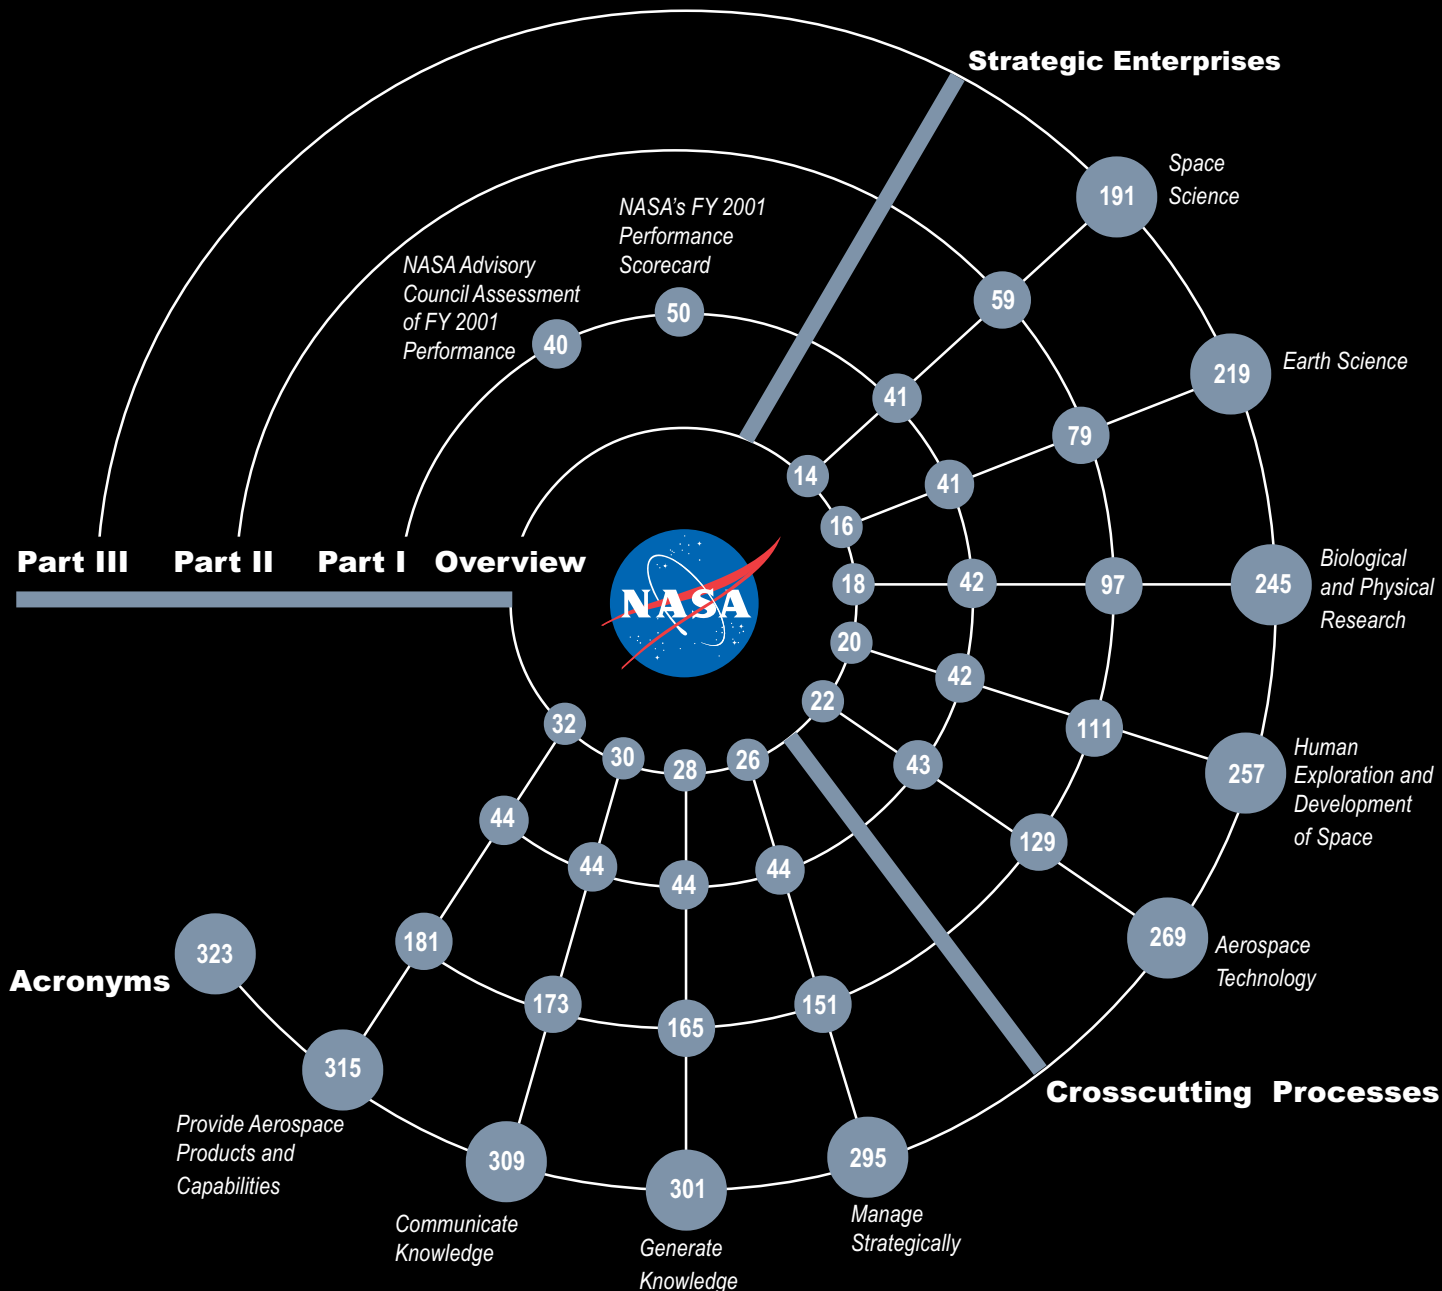 Strategic Enterprises
Space
Science
191
NASA's FY 2001
Performance
Scorecard
NASA Advisory
Council Assessment
of FY 2001
Performance
59
50
40
219
Earth Science
41
79
14
41
16
Part III
Part II
Part I
Overview
NASA
18
42
97
245
Biological
and Physical
Research
20
42
22
111
32
30
28
26
43
257
Human
Exploration and
Development
of Space
44
44
44
44
129
181
269
Aerospace
Technology
323
Acronyms
173
165
151
315
Crosscutting Processes
Provide Aerospace
Products and
Capabilities
309
301
295
Communicate
Knowledge
Generate
Knowledge
Manage
Strategically